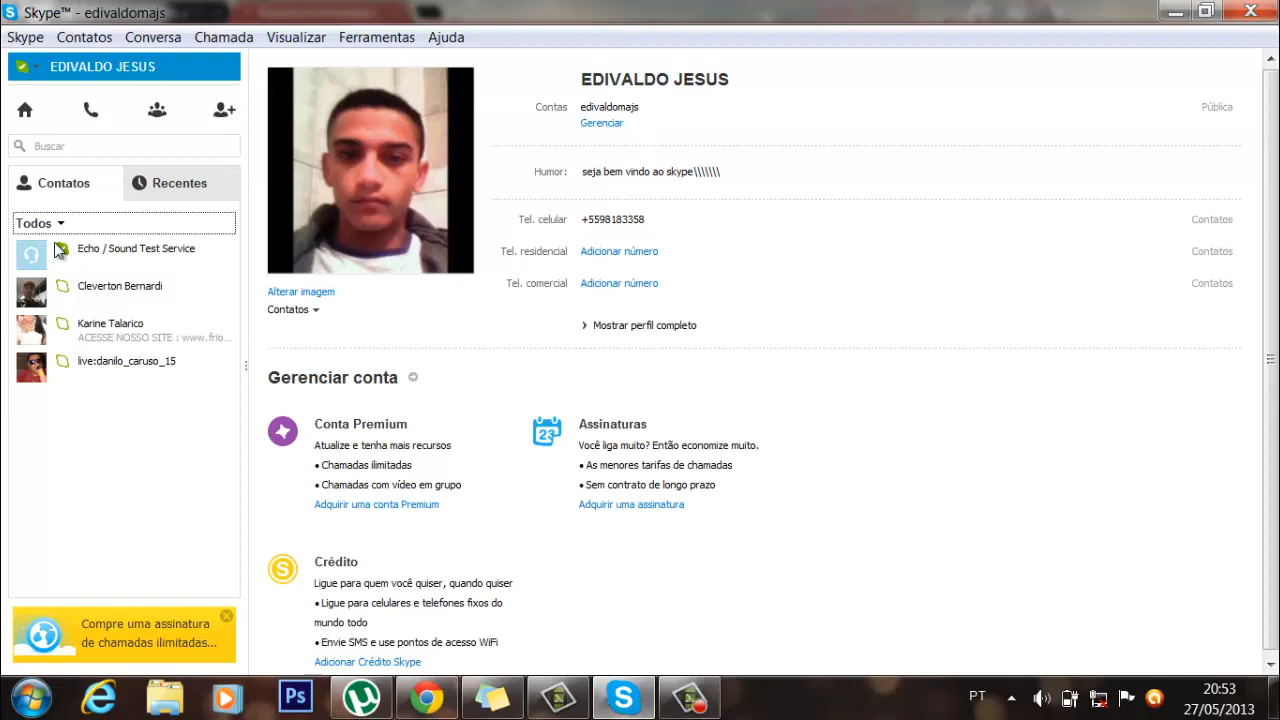 Skype™ - edivaldomajs
Skype Contatos Conversa Chamada Visualizar Ferramentas Ajuda
EDIVALDO JESUS
Buscar
Contatos Recentes
Todos
Echo / Sound Test Service
Cleverton Bernardi
Karine Talarico
ACESSE NOSSO SITE : www.frio...
live:danilo_caruso_15
Compre uma assinatura
de chamadas ilimitadas...
EDIVALDO JESUS
Contas edivaldomajs Pública
Gerenciar
Humor: seja bem vindo ao skype\\\\\\\
Tel. celular +5598183358 Contatos
Tel. residencial Adicionar número Contatos
Tel. comercial Adicionar número Contatos
Mostrar perfil completo
Alterar imagem
Contatos
Gerenciar conta
Conta Premium
Atualize e tenha mais recursos
• Chamadas ilimitadas
• Chamadas com vídeo em grupo
Adquirir uma conta Premium
23
Assinaturas
Você liga muito? Então economize muito.
• As menores tarifas de chamadas
• Sem contrato de longo prazo
Adquirir uma assinatura
Crédito
Ligue para quem você quiser, quando quiser
• Ligue para celulares e telefones fixos do
mundo todo
• Envie SMS e use pontos de acesso WiFi
Adicionar Crédito Skype
Ps
PT
20:53
27/05/2013